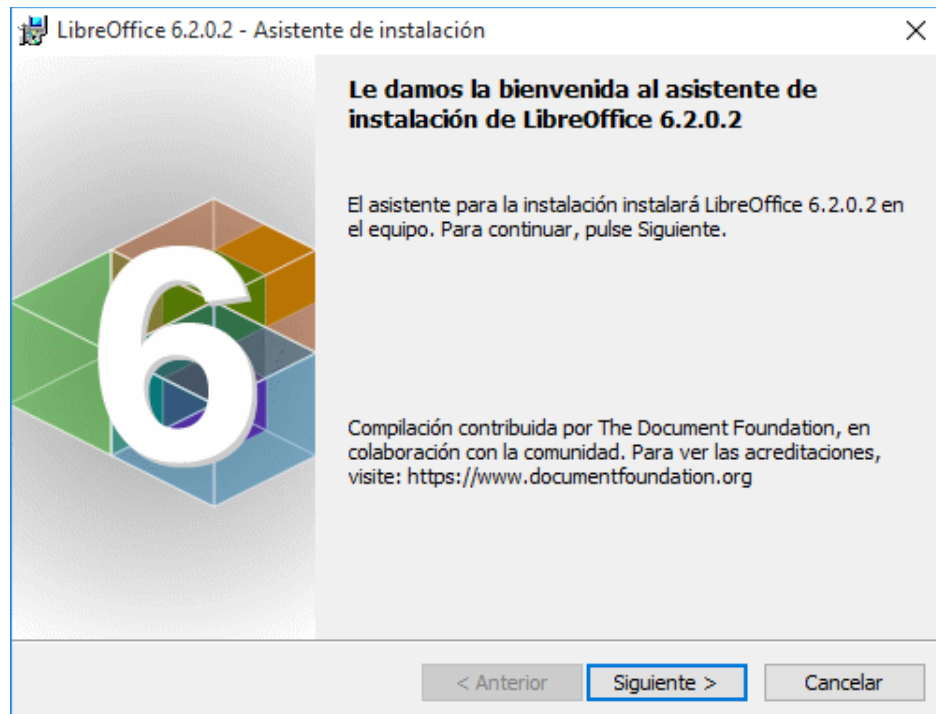 LibreOffice 6.2.0.2 - Asistente de instalación
Le damos la bienvenida al asistente de
instalación de LibreOffice 6.2.0.2
El asistente para la instalación instalará LibreOffice 6.2.0.2 en
el equipo. Para continuar, pulse Siguiente.
6
Compilación contribuida por The Document Foundation, en
colaboración con la comunidad. Para ver las acreditaciones,
visite: https://www.documentfoundation.org
< Anterior Siguiente > Cancelar